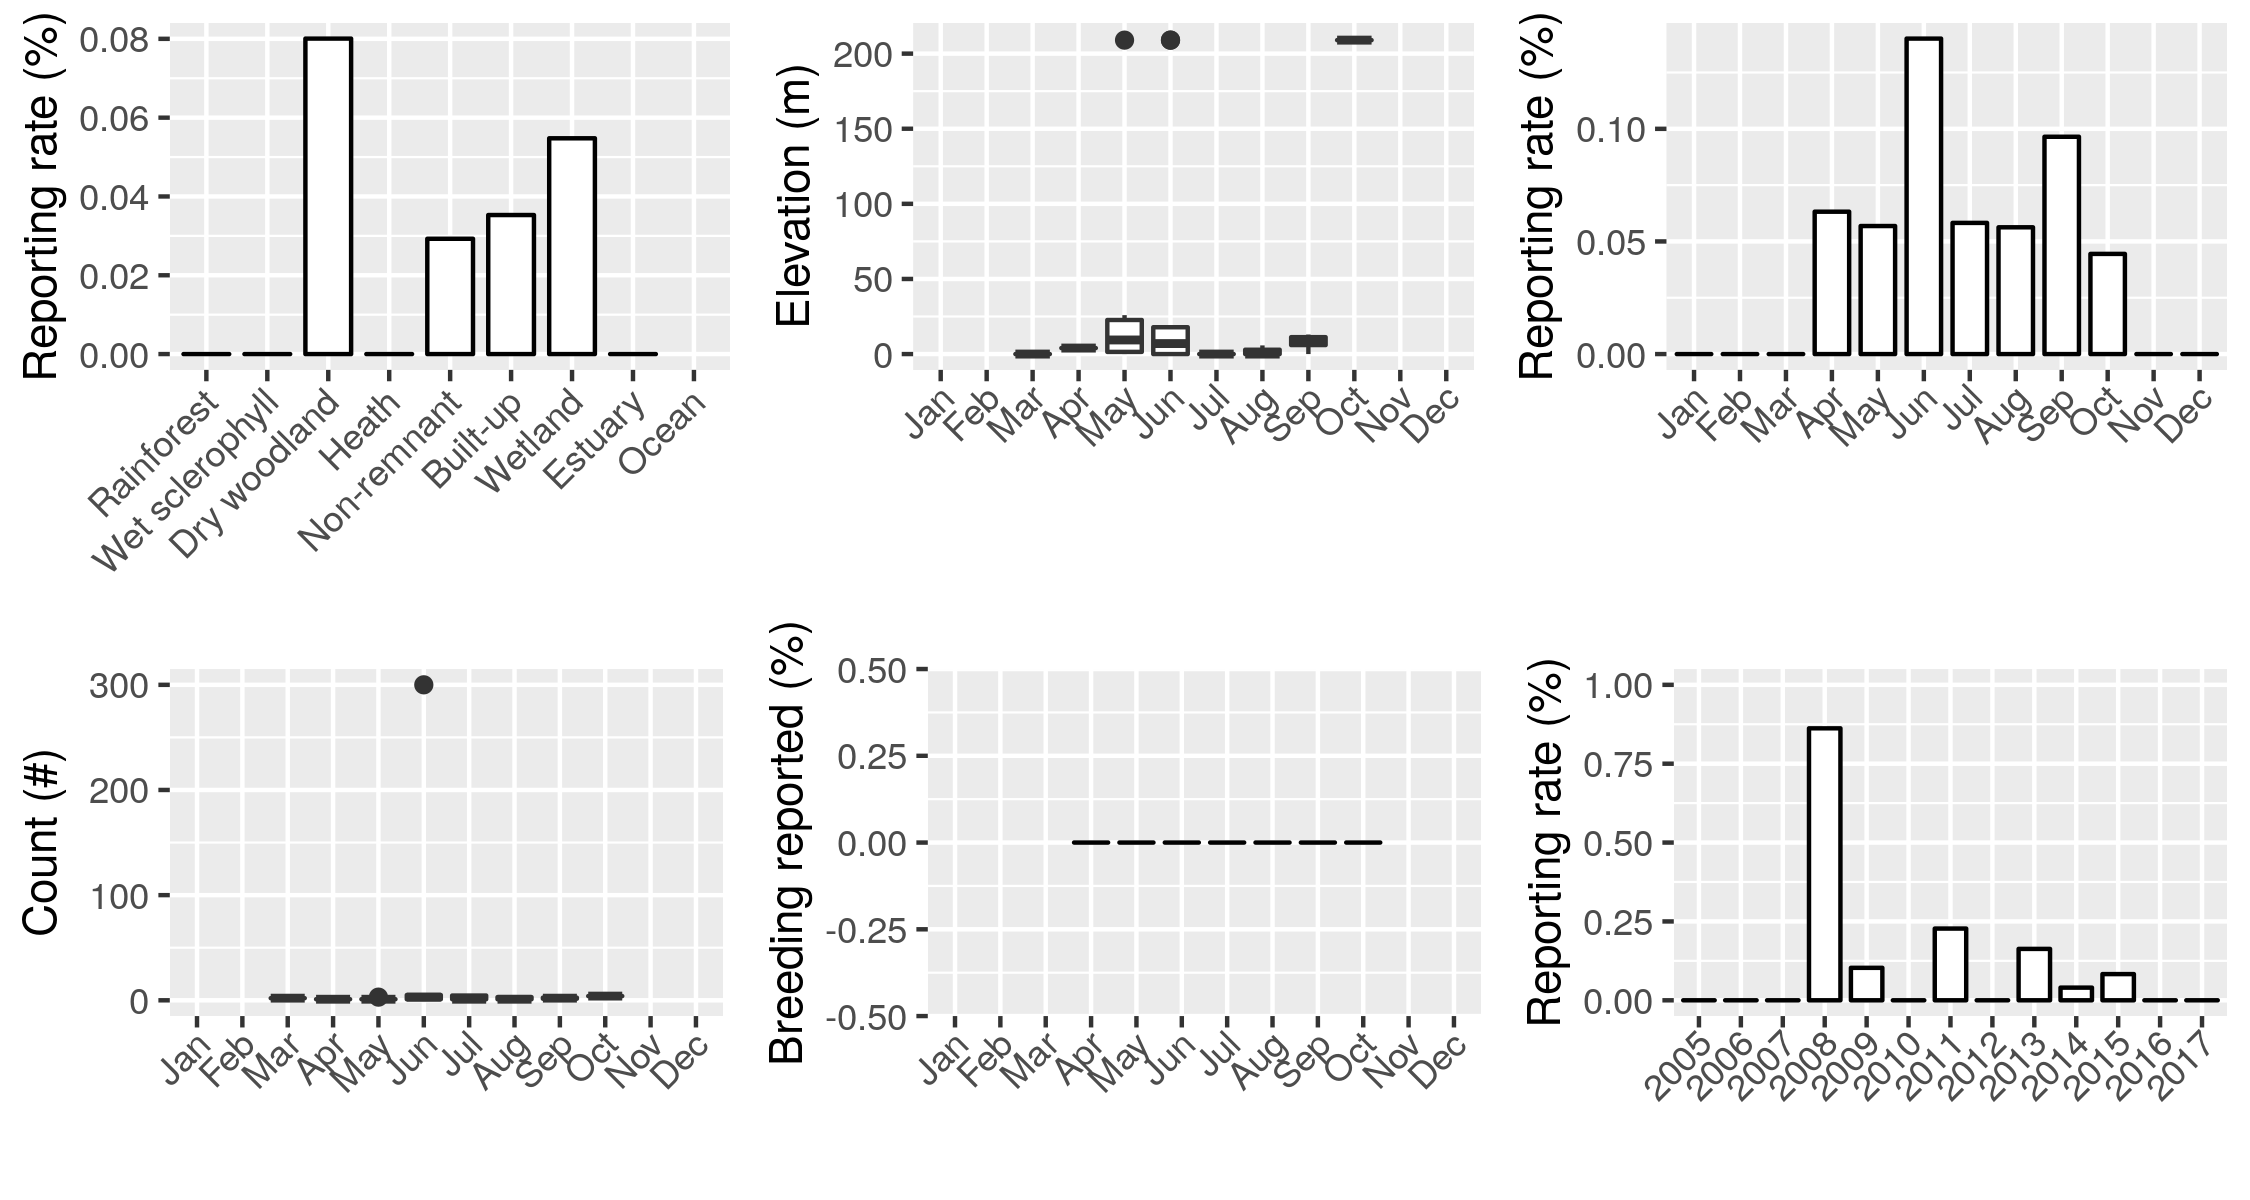 Reporting rate (%)
0.08
0.06
0.04
0.02
0.00
Rainforest
Wet sclerophyll
Dry woodland
Heath
Non-remnant
Built-up
Wetland
Estuary
Ocean
Elevation (m)
200
150
100
50
0
Jan
Feb
Mar
Apr
May
Jun
Jul
Aug
Sep
Oct
Nov
Dec
Reporting rate (%)
0.10
0.05
0.00
Jan
Feb
Mar
Apr
May
Jun
Jul
Aug
Sep
Oct
Nov
Dec
Count (#)
300
200
100
0
Jan
Feb
Mar
Apr
May
Jun
Jul
Aug
Sep
Oct
Nov
Dec
Breeding reported (%)
0.50
0.25
0.00
-0.25
-0.50
Jan
Feb
Mar
Apr
May
Jun
Jul
Aug
Sep
Oct
Nov
Dec
Reporting rate (%)
1.00
0.75
0.50
0.25
0.00
2005
2006
2007
2008
2009
2010
2011
2012
2013
2014
2015
2016
2017